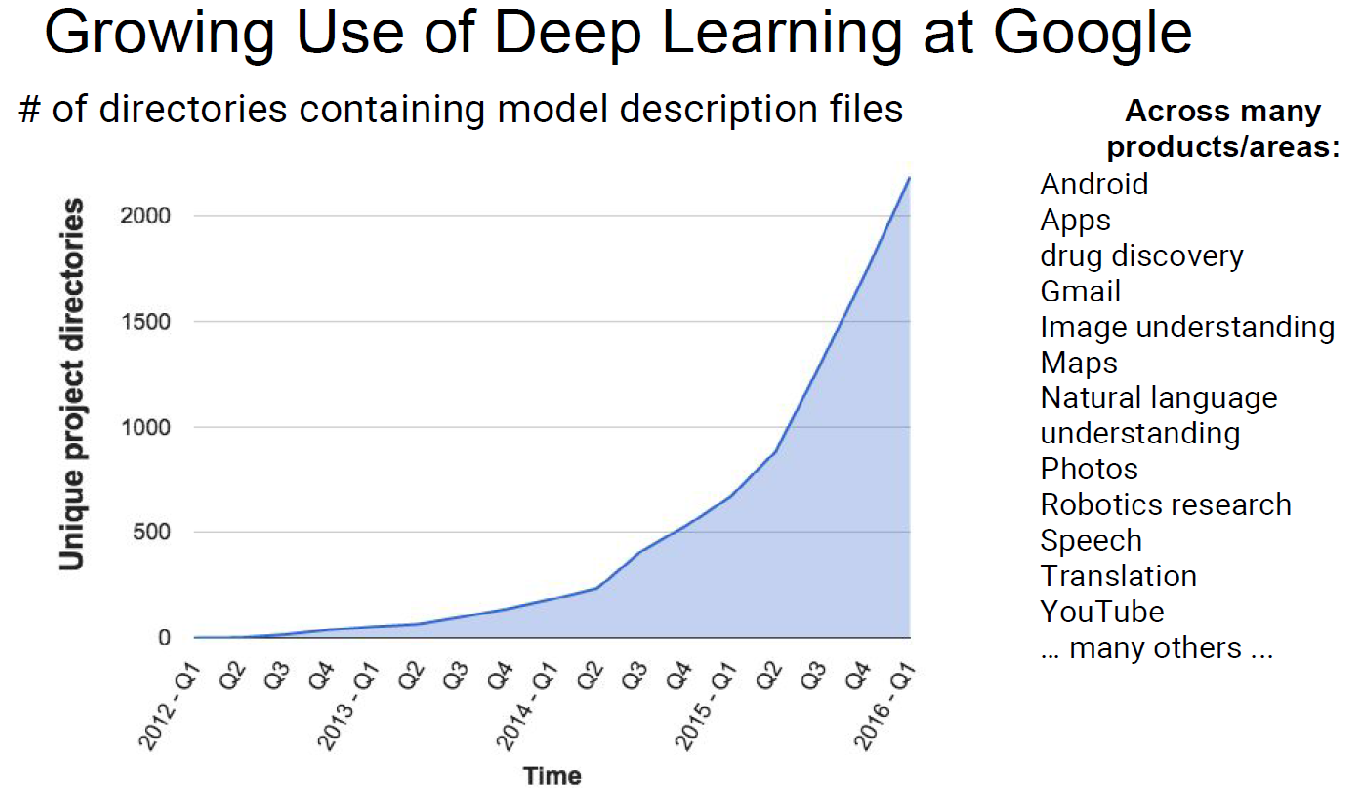 Growing Use of Deep Learning at Google
# of directories containing model description files
Unique project directories
2000
1500
1000
500
0
2012 - Q1
Q2
Q3
Q4
2013 - Q1
Q2
Q3
Q4
2014 - Q1
Q2
Q3
Q4
2015 - Q1
Q2
Q3
Q4
2016 - Q1
Time
Across many
products/areas:
Android
Apps
drug discovery
Gmail
Image understanding
Maps
Natural language
understanding
Photos
Robotics research
Speech
Translation
YouTube
... many others ...